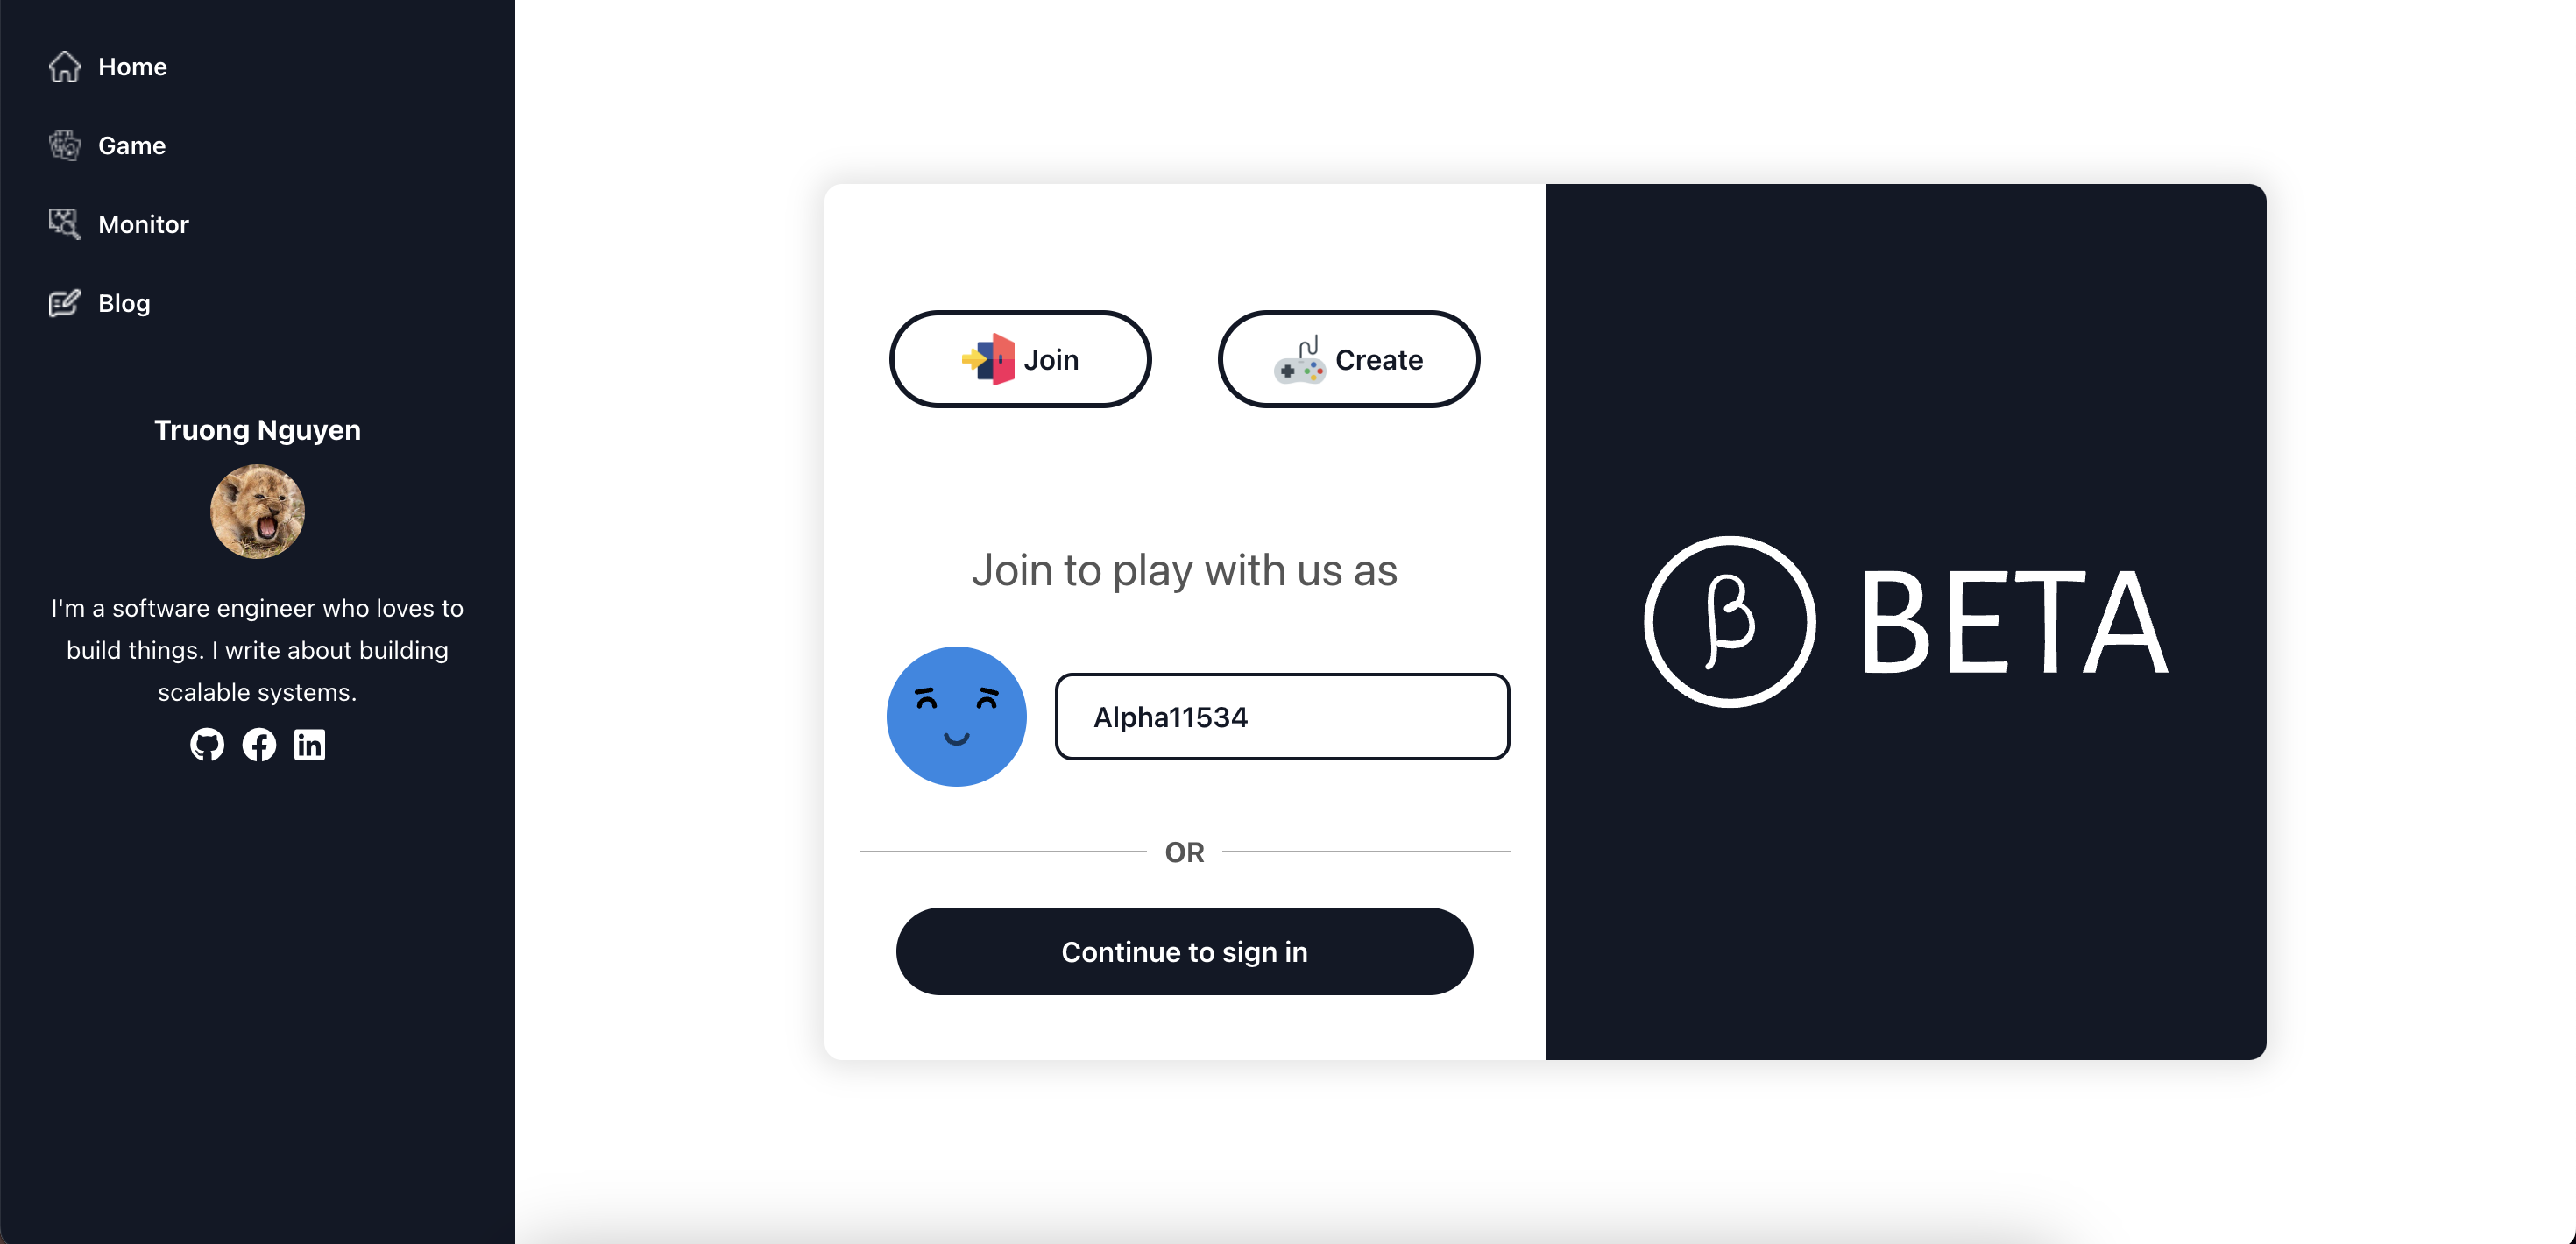 Home
Game
Monitor
Blog
Truong Nguyen
I'm a software engineer who loves to
build things. I write about building
scalable systems.
Join
Create
Join to play with us as
Alpha11534
OR
Continue to sign in
β BETA